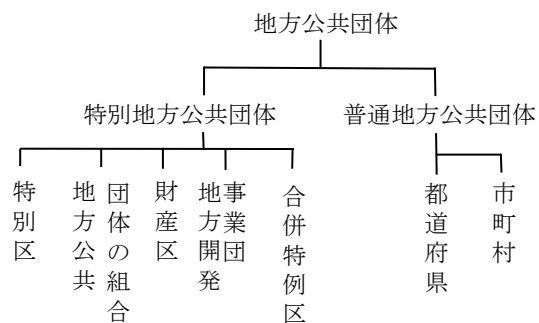 地方公共団体
特別地方公共団体
普通地方公共団体
特別区
地方公共
団体の組合
財産区
地方開発
事業団
合併特例区
都道府県
市町村